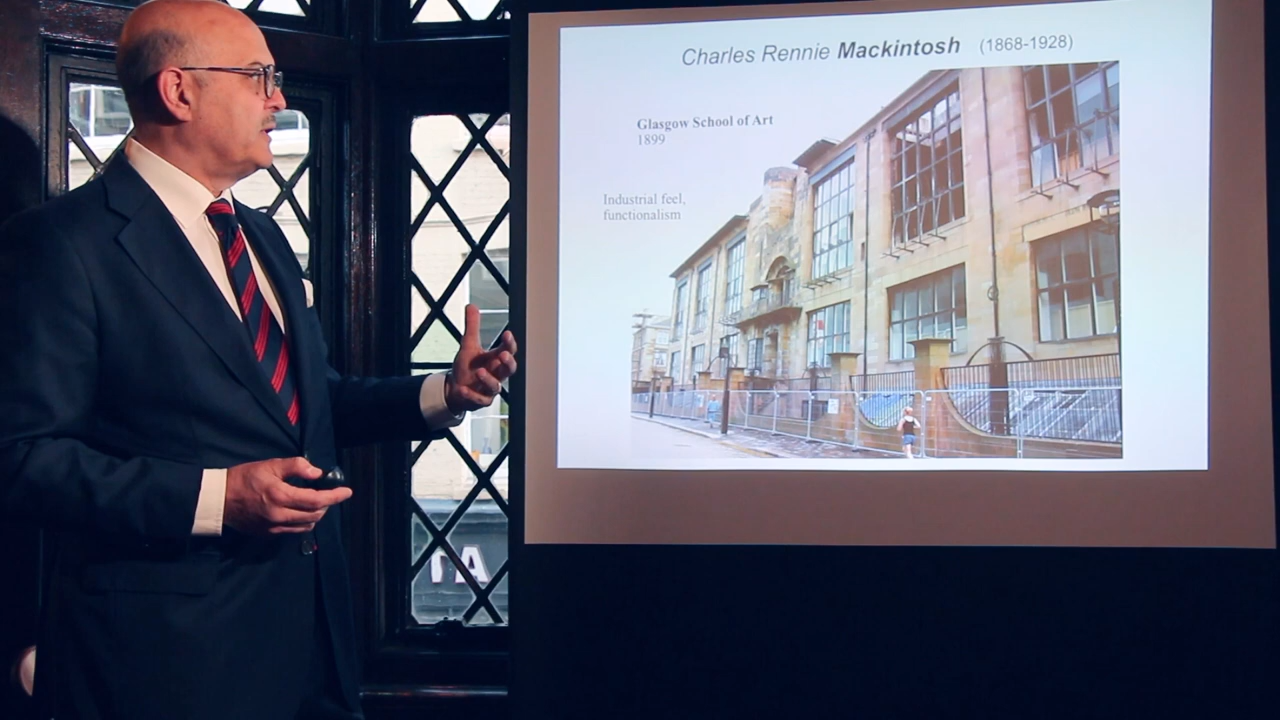 Charles Rennie Mackintosh (1868-1928)
Glasgow School of Art
1899
Industrial feel,
functionalism